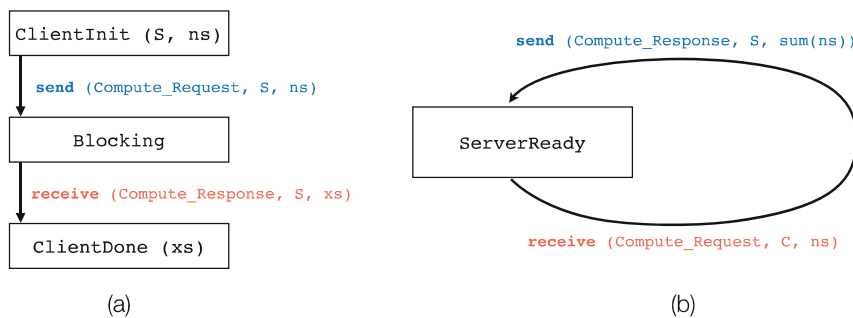 ClientInit (S, ns)
send (Compute_Request, S, ns)
Blocking
receive (Compute_Response, S, xs)
ClientDone (xs)
(a)
send (Compute_Response, S, sum(ns))
ServerReady
receive (Compute_Request, C, ns)
(b)